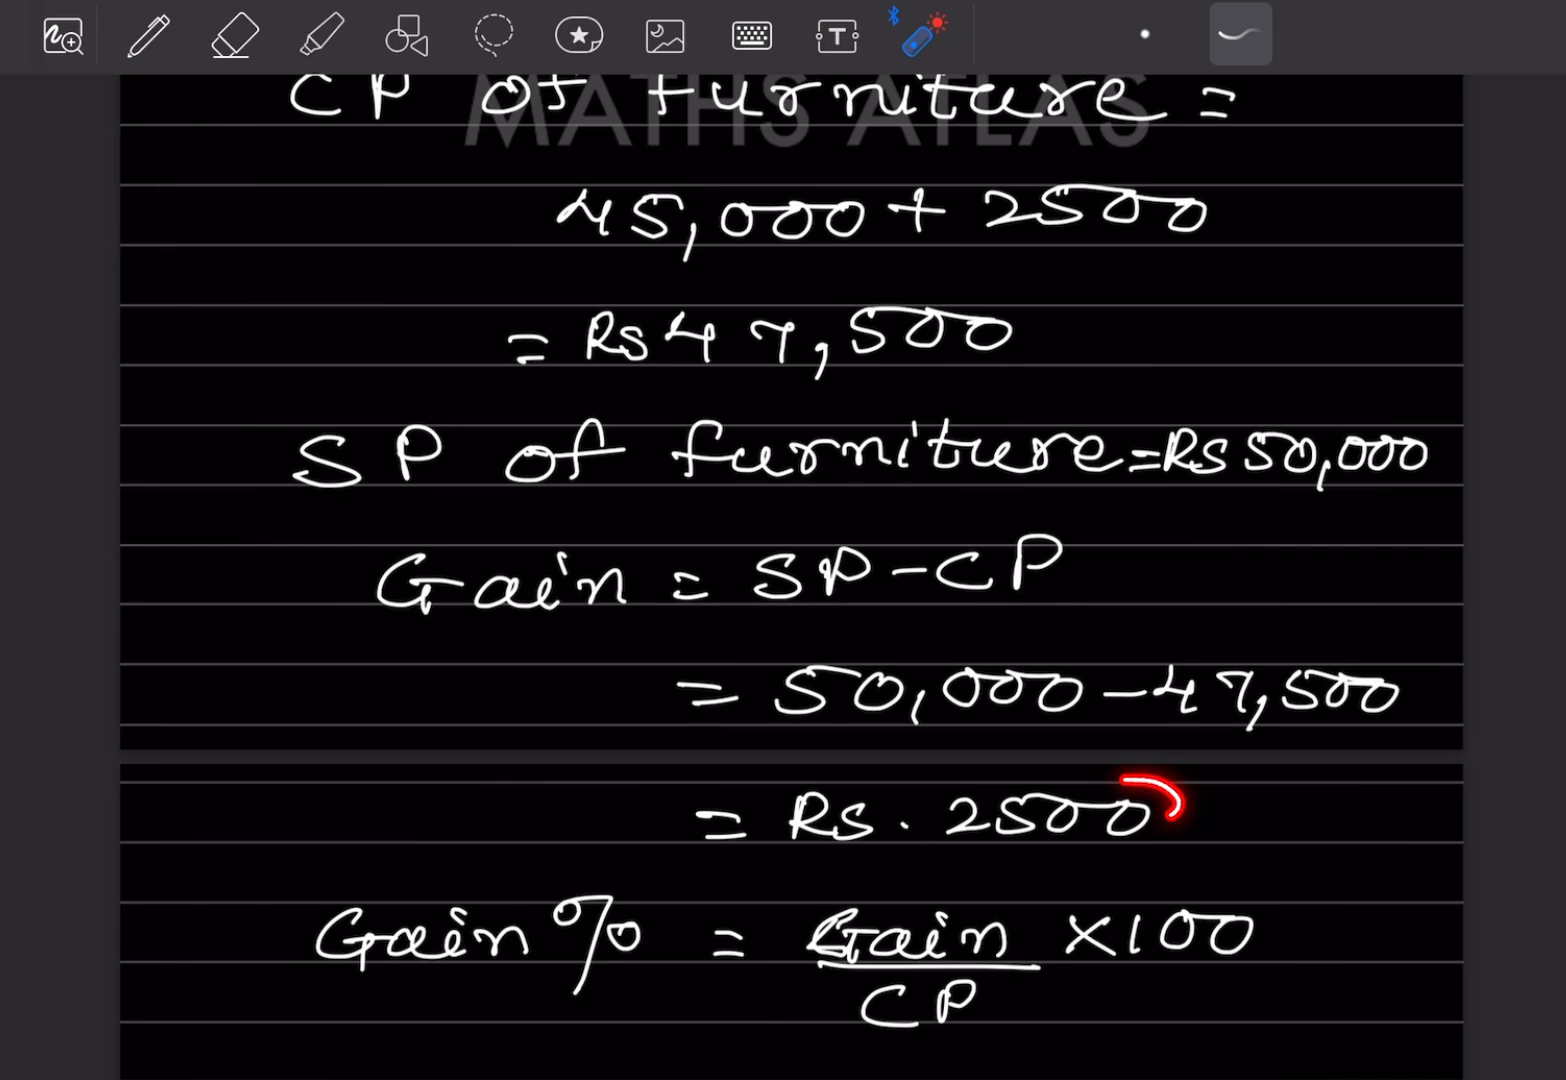 CP of furniture =
MATHS ATLAS
45,000 + 2500
= Rs 47,500
SP of furniture = Rs 50,000
Gain = SP - CP
= 50,000 - 47,500
= Rs. 2500
Gain % = Gain × 100
CP